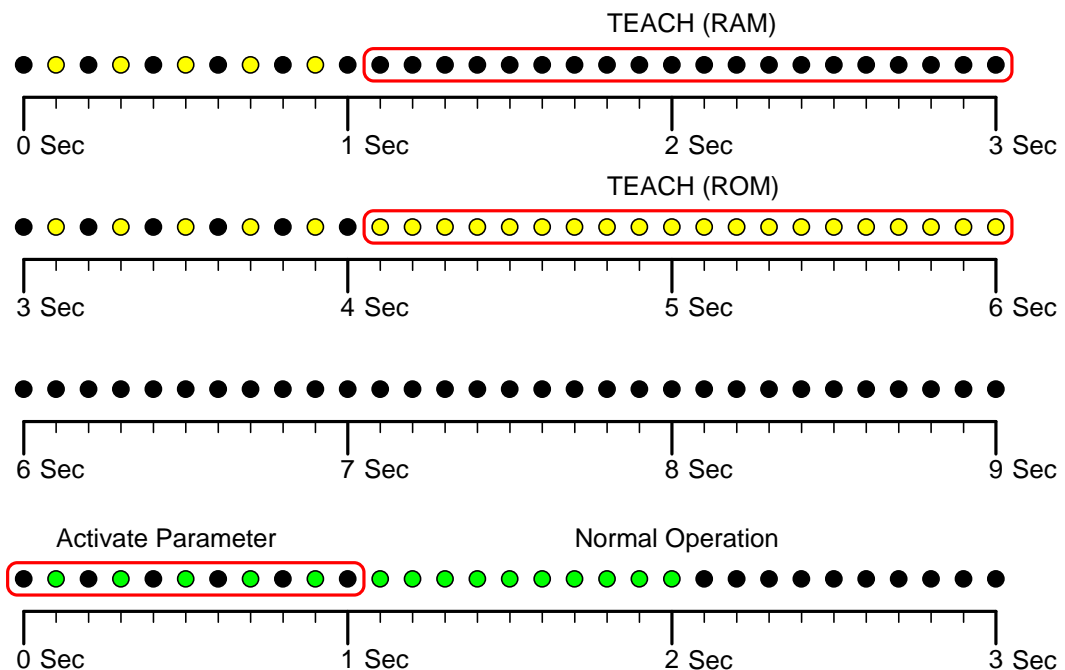 TEACH (RAM)
0 Sec 1 Sec 2 Sec 3 Sec
TEACH (ROM)
3 Sec 4 Sec 5 Sec 6 Sec
6 Sec 7 Sec 8 Sec 9 Sec
Activate Parameter Normal Operation
0 Sec 1 Sec 2 Sec 3 Sec